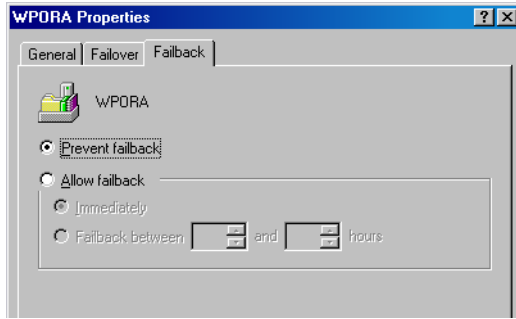 WPORA Properties
General Failover Failback
WPORA
Prevent failback
Allow failback
Immediately
Failback between and hours